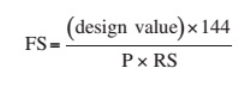 FS = (design value) × 144 / P × RS